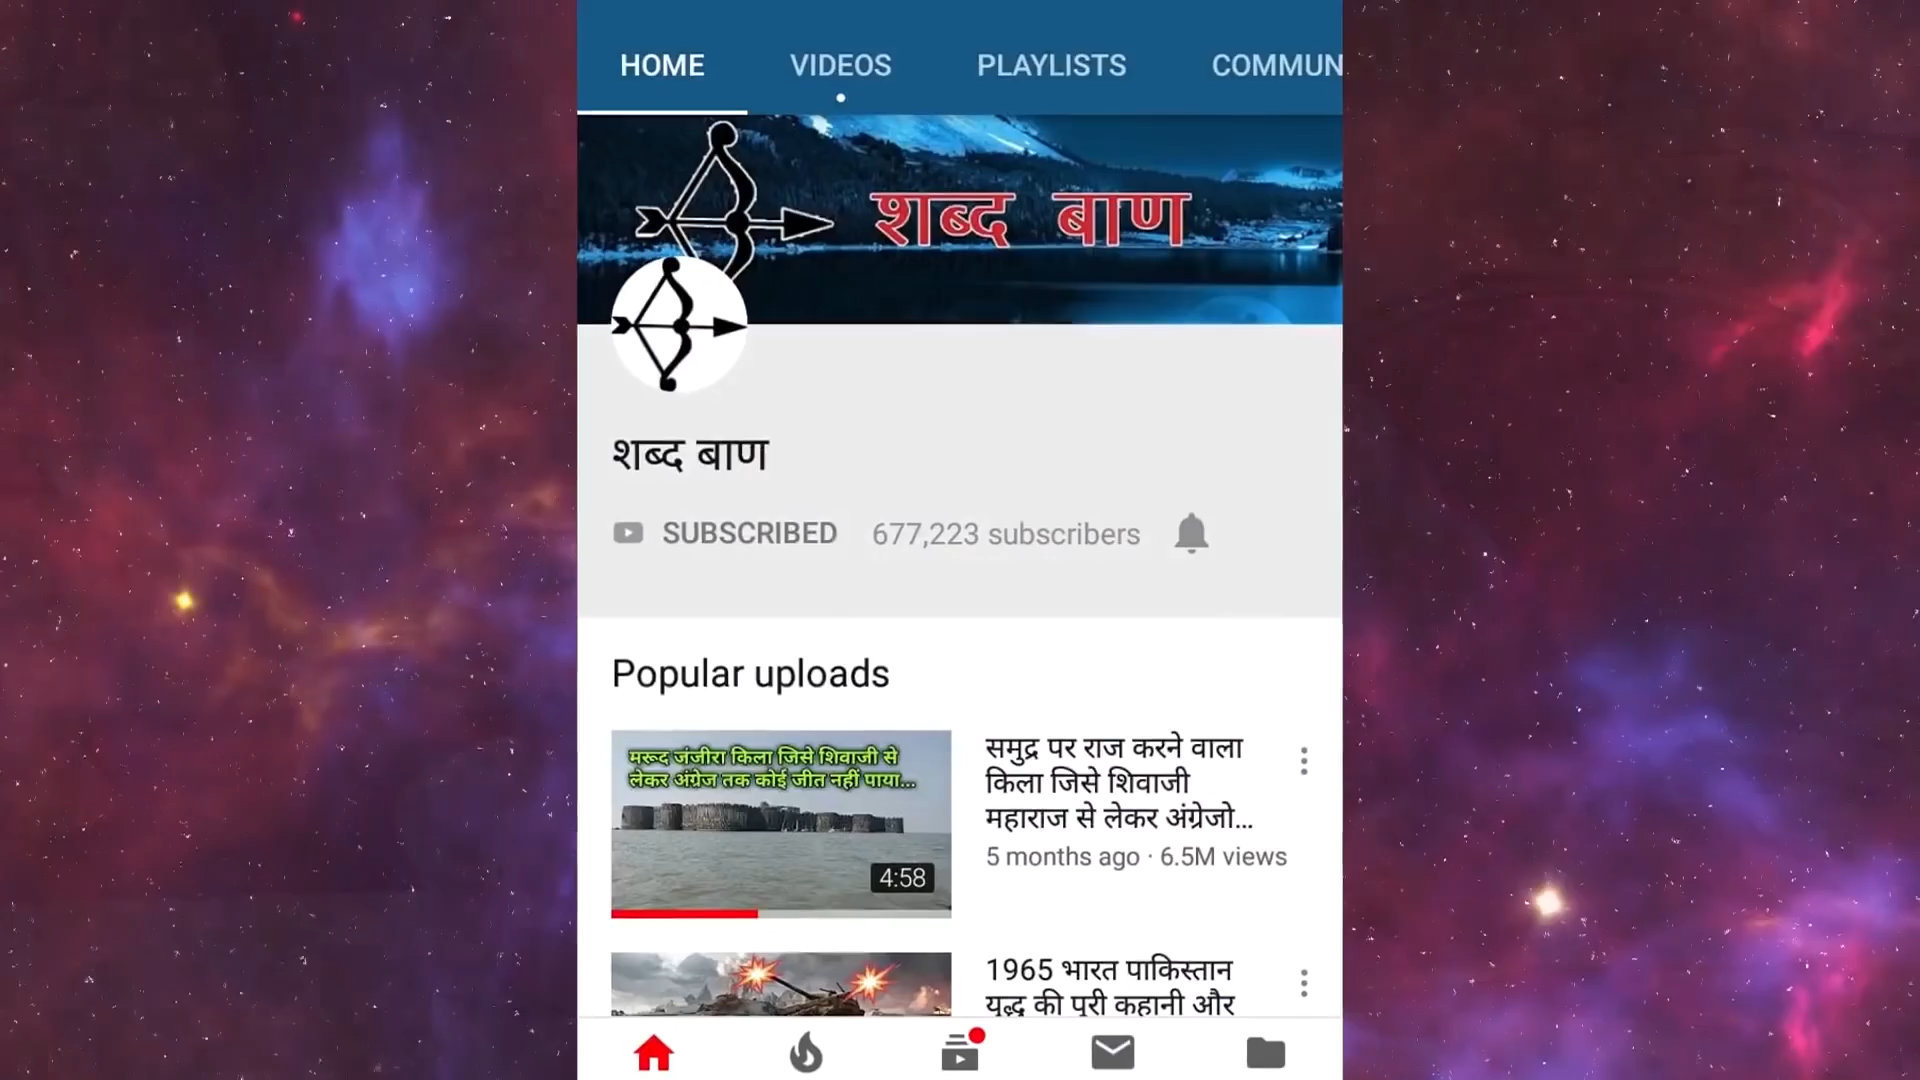 HOME VIDEOS PLAYLISTS COMMUN
शब्द बाण
शब्द बाण
SUBSCRIBED 677,223 subscribers
Popular uploads
मरूद जंजीरा किला जिसे शिवाजी से
लेकर अंग्रेज तक कोई जीत नहीं पाया...
4:58
समुद्र पर राज करने वाला
किला जिसे शिवाजी
महाराज से लेकर अंग्रेजो...
5 months ago · 6.5M views
1965 भारत पाकिस्तान
युद्ध की पूरी कहानी और